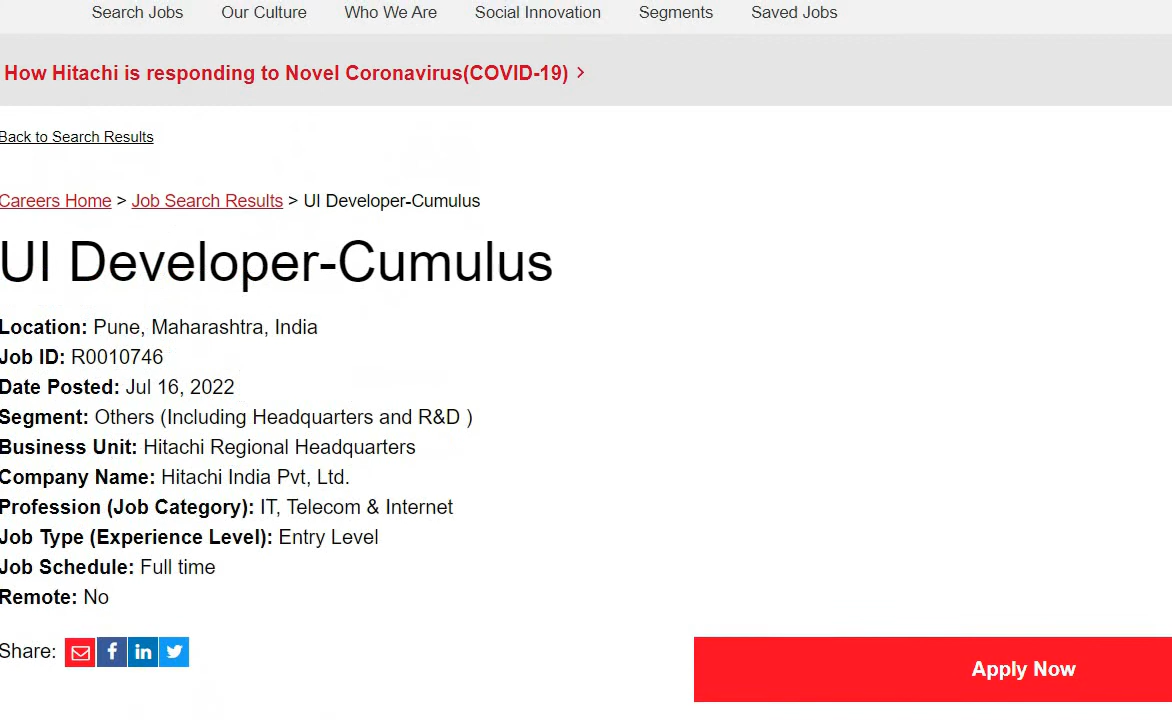 Search Jobs Our Culture Who We Are Social Innovation Segments Saved Jobs
How Hitachi is responding to Novel Coronavirus(COVID-19) >
Back to Search Results
Careers Home > Job Search Results > UI Developer-Cumulus
UI Developer-Cumulus
Location: Pune, Maharashtra, India
Job ID: R0010746
Date Posted: Jul 16, 2022
Segment: Others (Including Headquarters and R&D )
Business Unit: Hitachi Regional Headquarters
Company Name: Hitachi India Pvt, Ltd.
Profession (Job Category): IT, Telecom & Internet
Job Type (Experience Level): Entry Level
Job Schedule: Full time
Remote: No
Share: f in
Apply Now